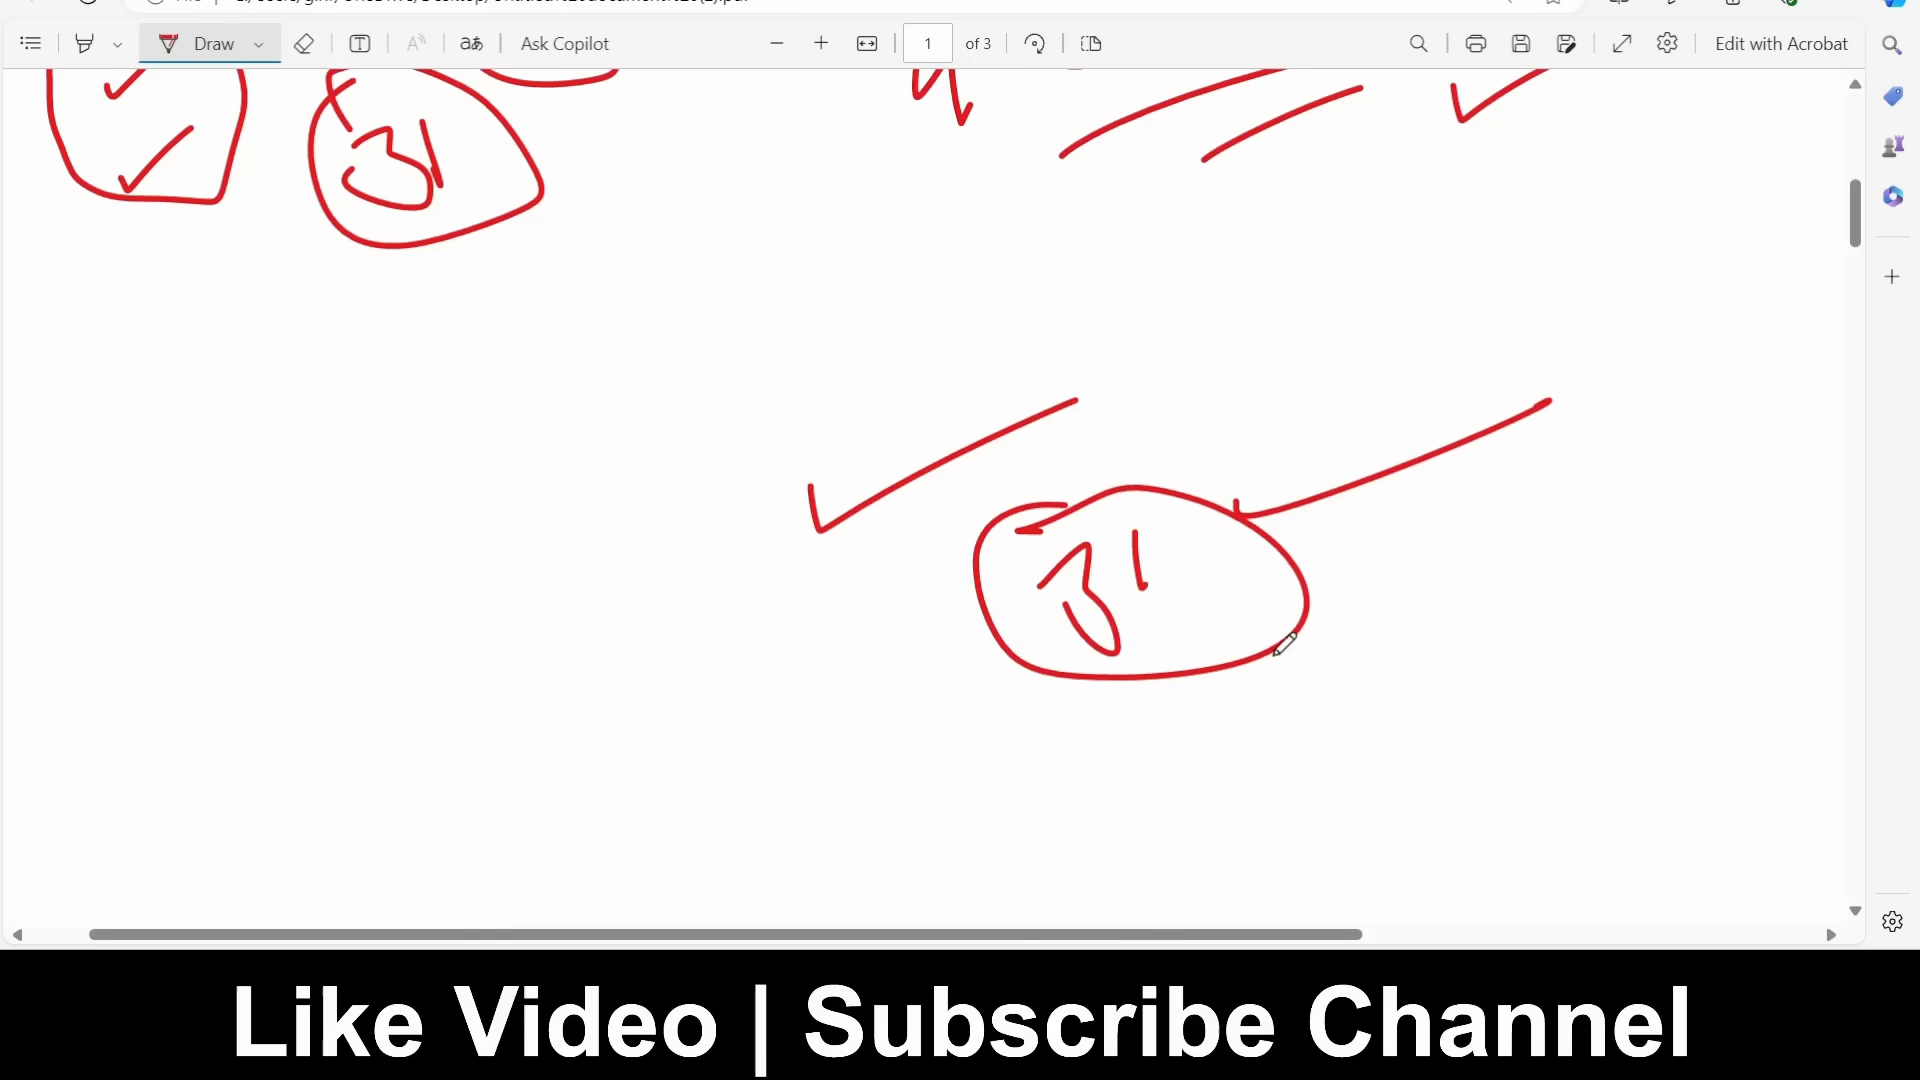 Draw
Ask Copilot
1 of 3
Edit with Acrobat
31
31
Like Video | Subscribe Channel